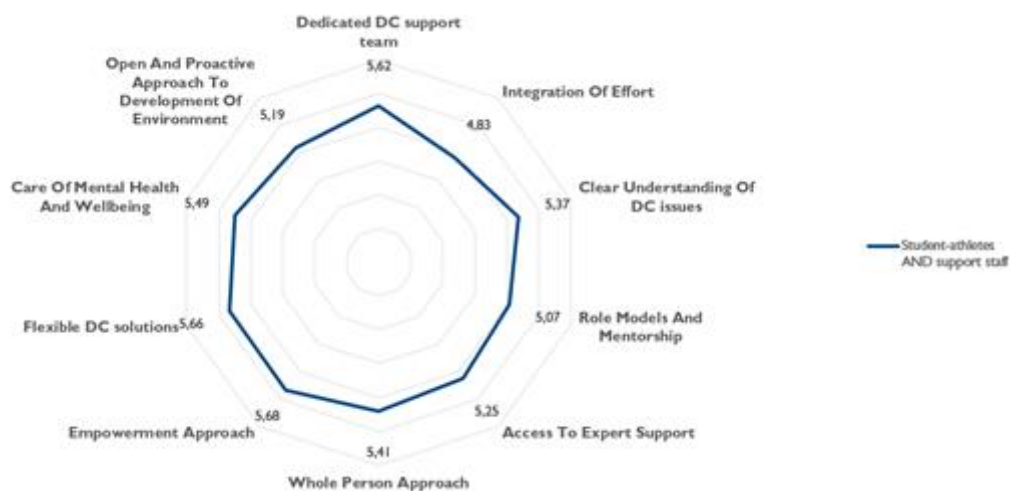 Dedicated DC support
team
5,62
Integration Of Effort
4,83
Clear Understanding Of
DC issues
5,37
Role Models And
Mentorship
5,07
Access To Expert Support
5,25
Whole Person Approach
5,41
Empowerment Approach
5,68
Flexible DC solutions
5,66
Care Of Mental Health
And Wellbeing
5,49
Open And Proactive
Approach To
Development Of
Environment
5,19
Student-athletes
AND support staff